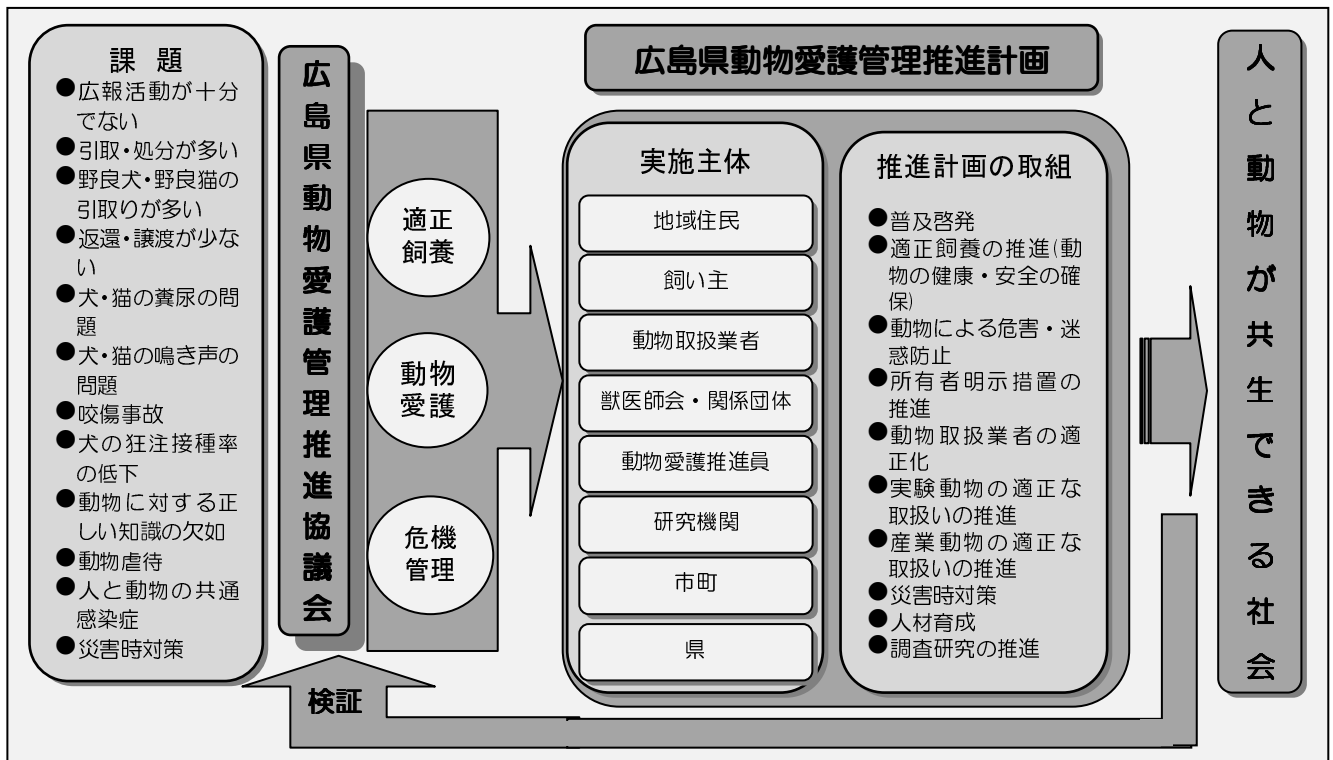 課 題
●広報活動が十分
でない
●引取・処分が多い
●野良犬・野良猫の
引取りが多い
●返還・譲渡が少な
い
●犬・猫の糞尿の問
題
●犬・猫の鳴き声の
問題
●咬傷事故
●犬の狂注接種率
の低下
●動物に対する正
しい知識の欠如
●動物虐待
●人と動物の共通
感染症
●災害時対策
広島県動物愛護管理推進協議会
適正
飼養
動物
愛護
危機
管理
広島県動物愛護管理推進計画
実施主体
地域住民
飼い主
動物取扱業者
獣医師会・関係団体
動物愛護推進員
研究機関
市町
県
推進計画の取組
●普及啓発
●適正飼養の推進(動
物の健康・安全の確
保)
●動物による危害・迷
惑防止
●所有者明示措置の
推進
●動物取扱業者の適
正化
●実験動物の適正な
取扱いの推進
●産業動物の適正な
取扱いの推進
●災害時対策
●人材育成
●調査研究の推進
人と動物が共生できる社会
検証